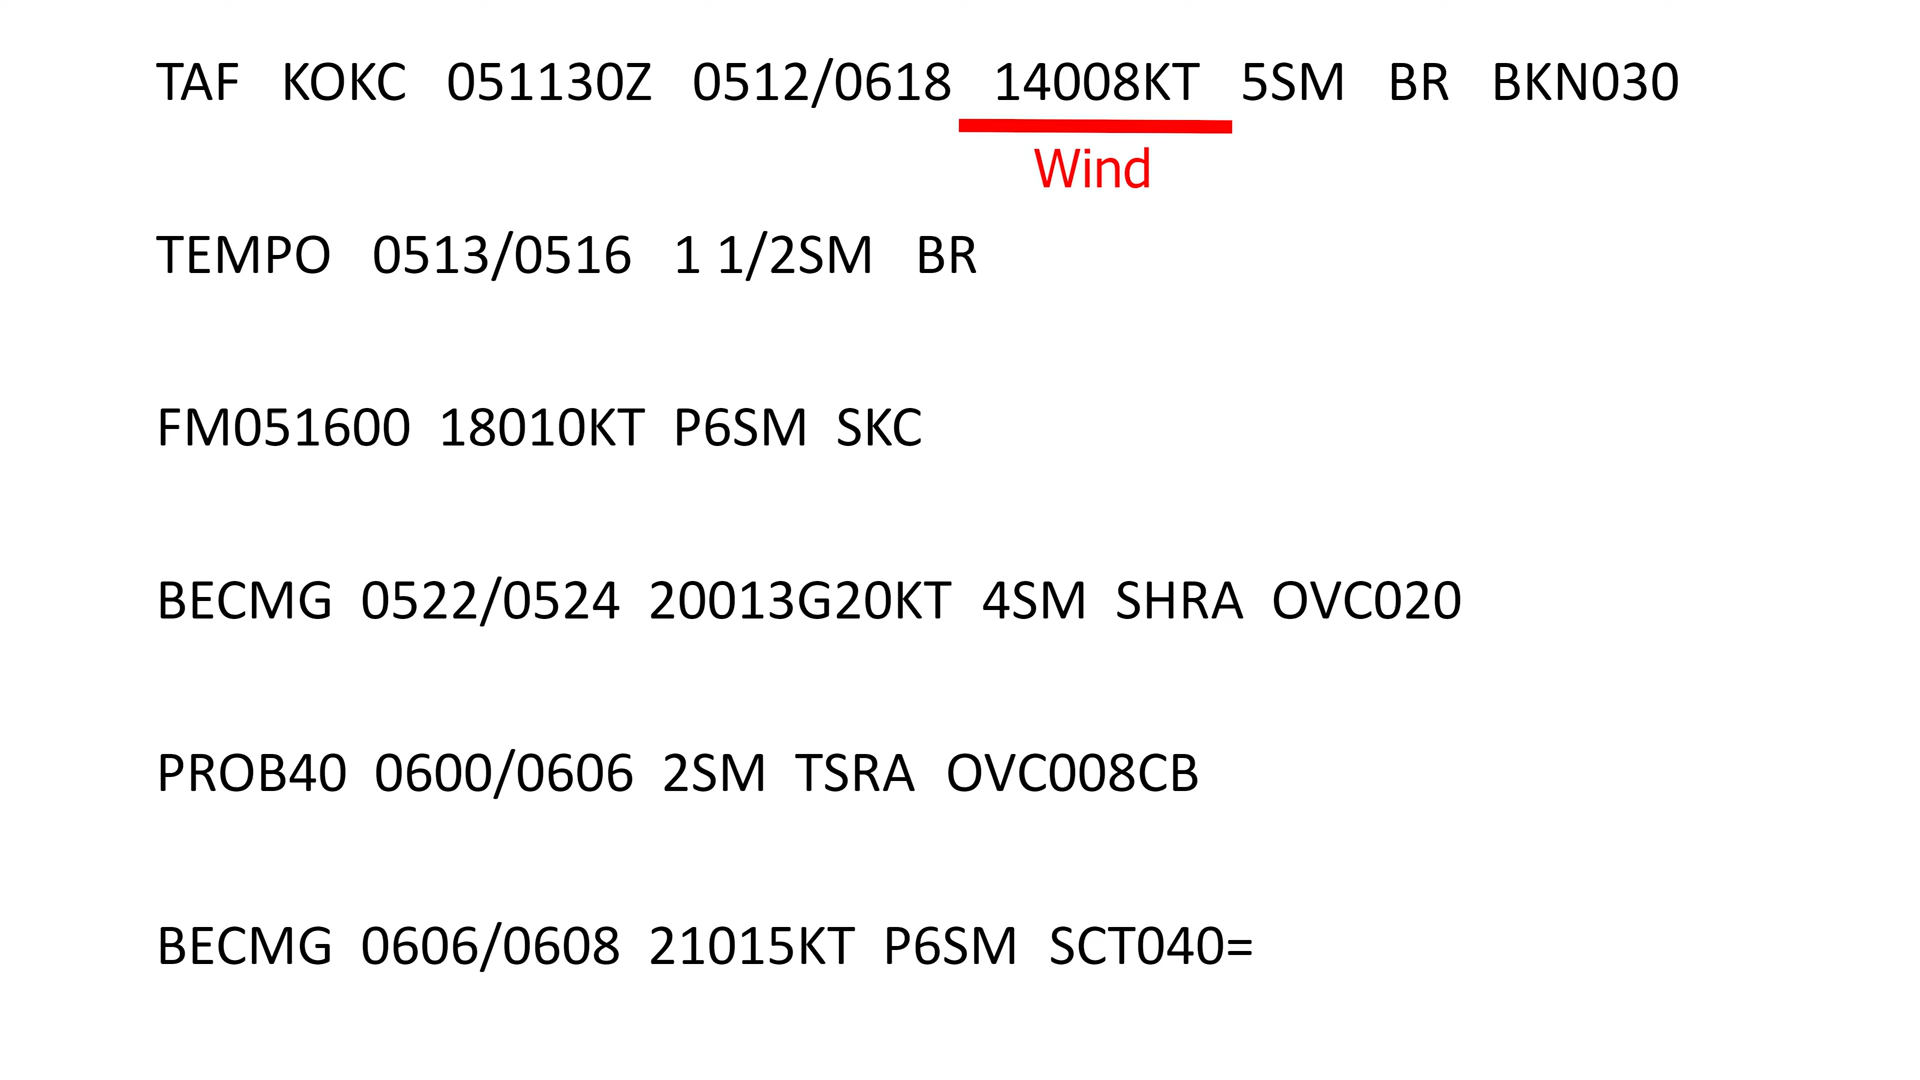 TAF KOKC 051130Z 0512/0618 14008KT 5SM BR BKN030
Wind
TEMPO 0513/0516 1 1/2SM BR
FM051600 18010KT P6SM SKC
BECMG 0522/0524 20013G20KT 4SM SHRA OVC020
PROB40 0600/0606 2SM TSRA OVC008CB
BECMG 0606/0608 21015KT P6SM SCT040=